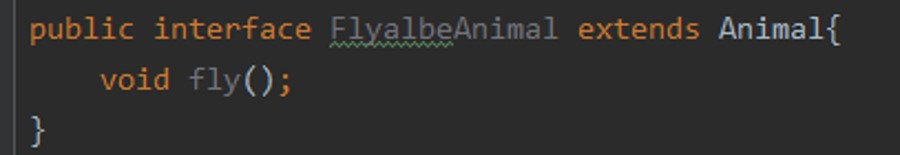 public interface FlyalbeAnimal extends Animal{
    void fly();
}